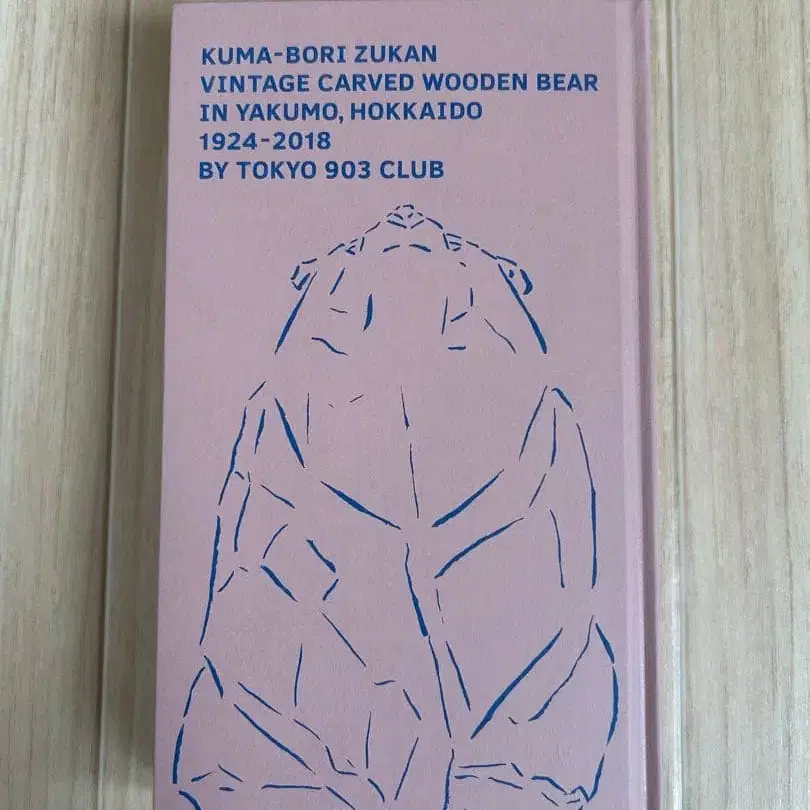 KUMA-BORI ZUKAN
VINTAGE CARVED WOODEN BEAR
IN YAKUMO, HOKKAIDO
1924-2018
BY TOKYO 903 CLUB